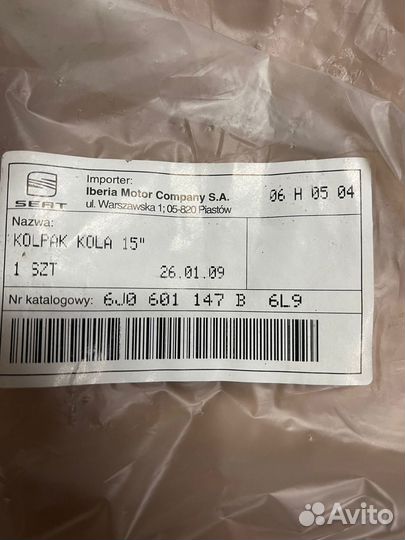 SEAT
Importer:
Iberia Motor Company S.A.
ul. Warszawska 1; 05-820 Piastów
06 H 05 04
Nazwa:
KOLPAK KOLA 15"
1 SZT 26.01.09
Nr katalogowy: 6J0 601 147 B 6L9
Avito